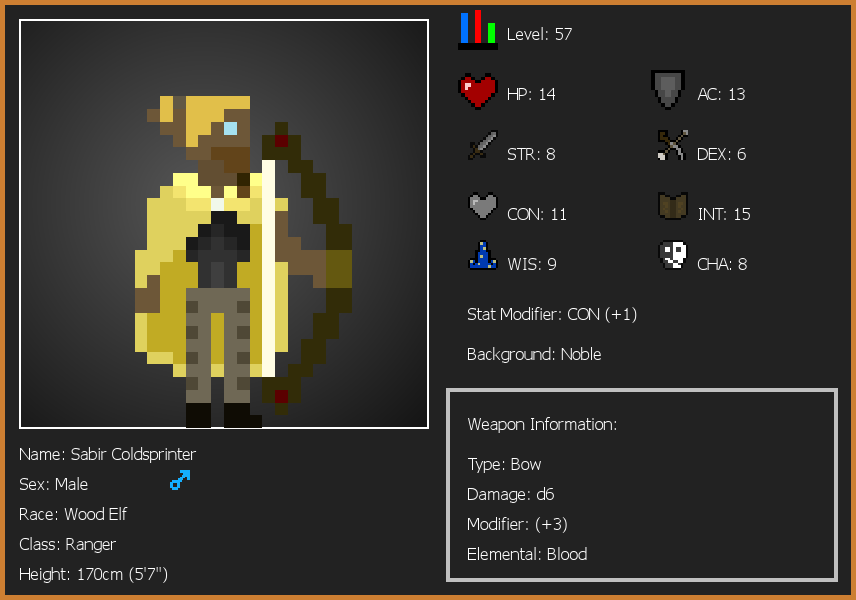 Level: 57
HP: 14
AC: 13
STR: 8
DEX: 6
CON: 11
INT: 15
WIS: 9
CHA: 8
Stat Modifier: CON (+1)
Background: Noble
Weapon Information:
Type: Bow
Damage: d6
Modifier: (+3)
Elemental: Blood
Name: Sabir Coldsprinter
Sex: Male
Race: Wood Elf
Class: Ranger
Height: 170cm (5'7")